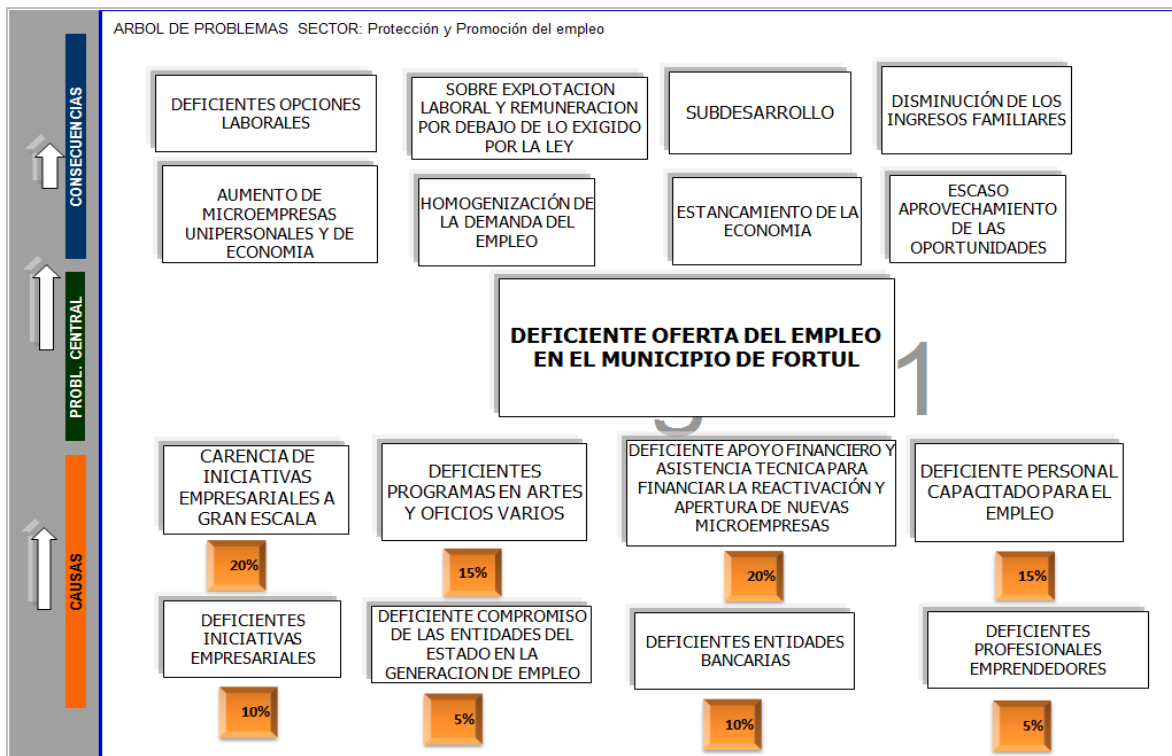 ARBOL DE PROBLEMAS SECTOR: Protección y Promoción del empleo
CONSECUENCIAS
DEFICIENTES OPCIONES
LABORALES
SOBRE EXPLOTACION
LABORAL Y REMUNERACION
POR DEBAJO DE LO EXIGIDO
POR LA LEY
SUBDESARROLLO
DISMINUCIÓN DE LOS
INGRESOS FAMILIARES
AUMENTO DE
MICROEMPRESAS
UNIPERSONALES Y DE
ECONOMIA
HOMOGENIZACIÓN DE
LA DEMANDA DEL
EMPLEO
ESTANCAMIENTO DE LA
ECONOMIA
ESCASO
APROVECHAMIENTO
DE LAS
OPORTUNIDADES
PROBL. CENTRAL
DEFICIENTE OFERTA DEL EMPLEO
EN EL MUNICIPIO DE FORTUL
1
CAUSAS
CARENCIA DE
INICIATIVAS
EMPRESARIALES A
GRAN ESCALA
DEFICIENTES
PROGRAMAS EN ARTES
Y OFICIOS VARIOS
DEFICIENTE APOYO FINANCIERO Y
ASISTENCIA TECNICA PARA
FINANCIAR LA REACTIVACIÓN Y
APERTURA DE NUEVAS
MICROEMPRESAS
DEFICIENTE PERSONAL
CAPACITADO PARA EL
EMPLEO
20%
15%
20%
15%
DEFICIENTES
INICIATIVAS
EMPRESARIALES
DEFICIENTE COMPROMISO
DE LAS ENTIDADES DEL
ESTADO EN LA
GENERACION DE EMPLEO
DEFICIENTES ENTIDADES
BANCARIAS
DEFICIENTES
PROFESIONALES
EMPRENDEDORES
10%
5%
10%
5%